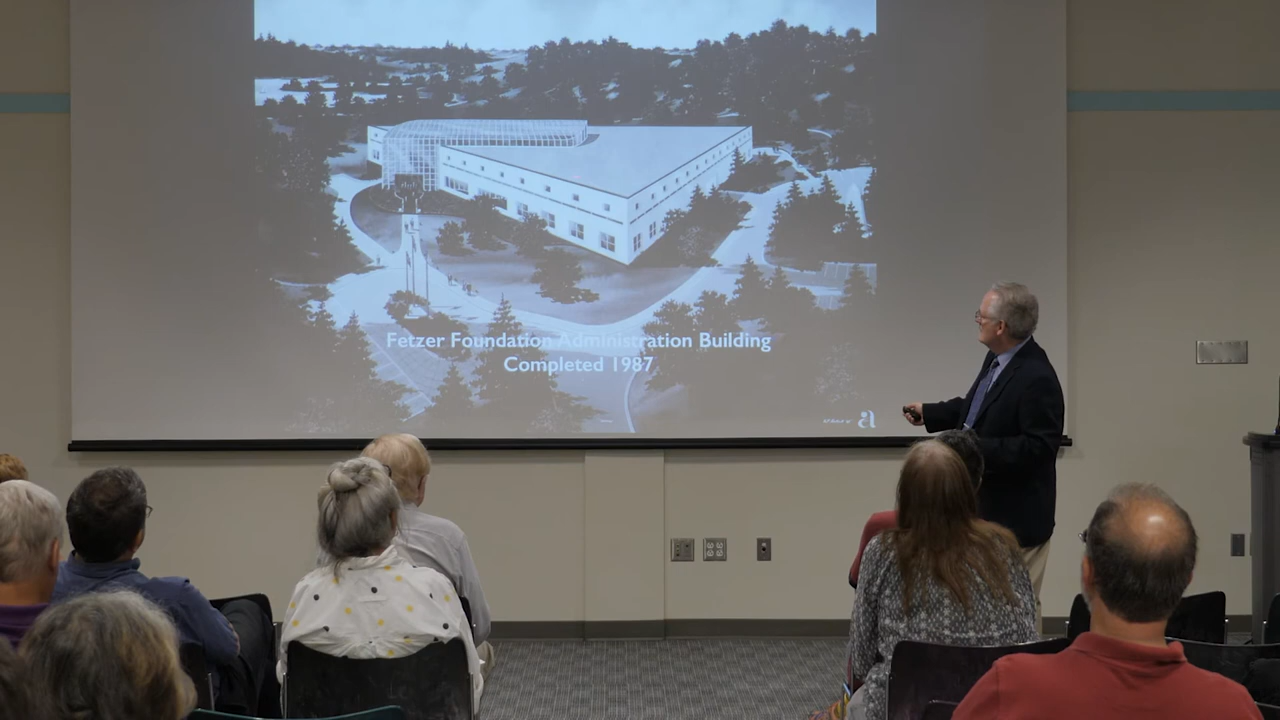 Fetzer Foundation Administration Building
Completed 1987